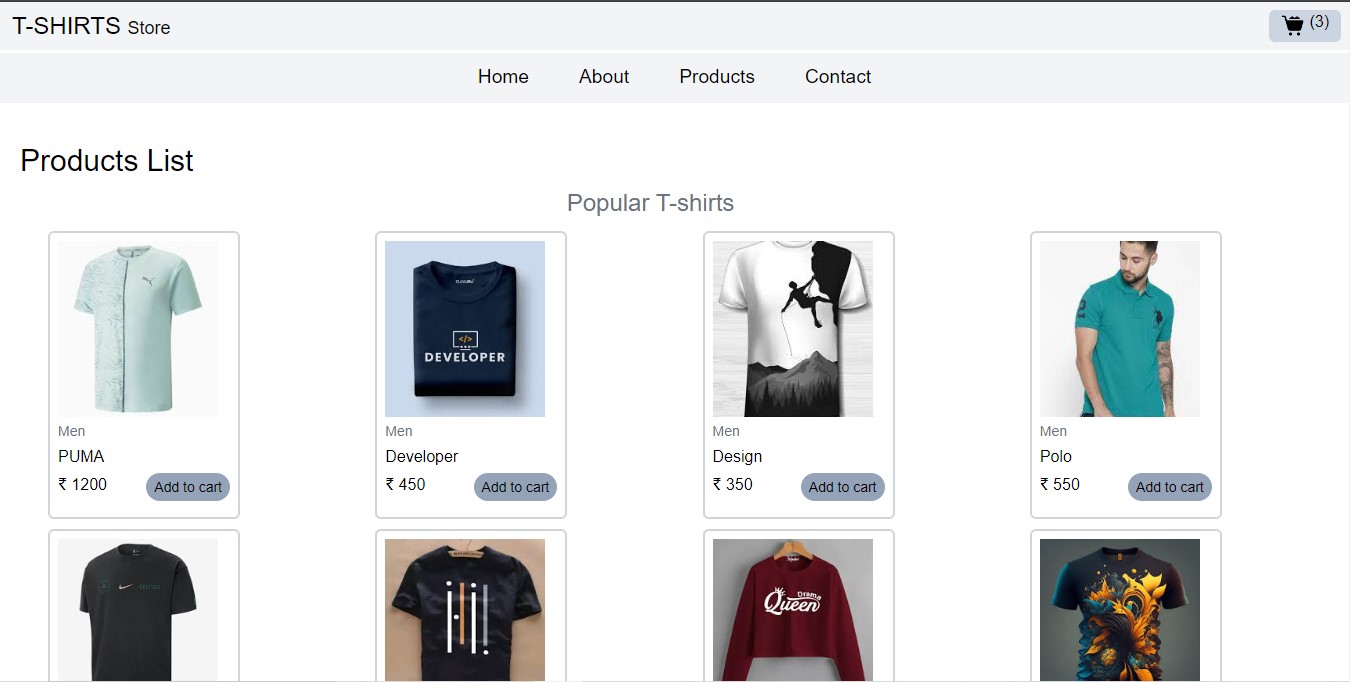 T-SHIRTS Store
(3)
Home About Products Contact
Products List
Popular T-shirts
DEVELOPER
2
Men
PUMA
₹ 1200
Add to cart
Men
Developer
₹ 450
Add to cart
Men
Design
₹ 350
Add to cart
Men
Polo
₹ 550
Add to cart
Drama
Queen